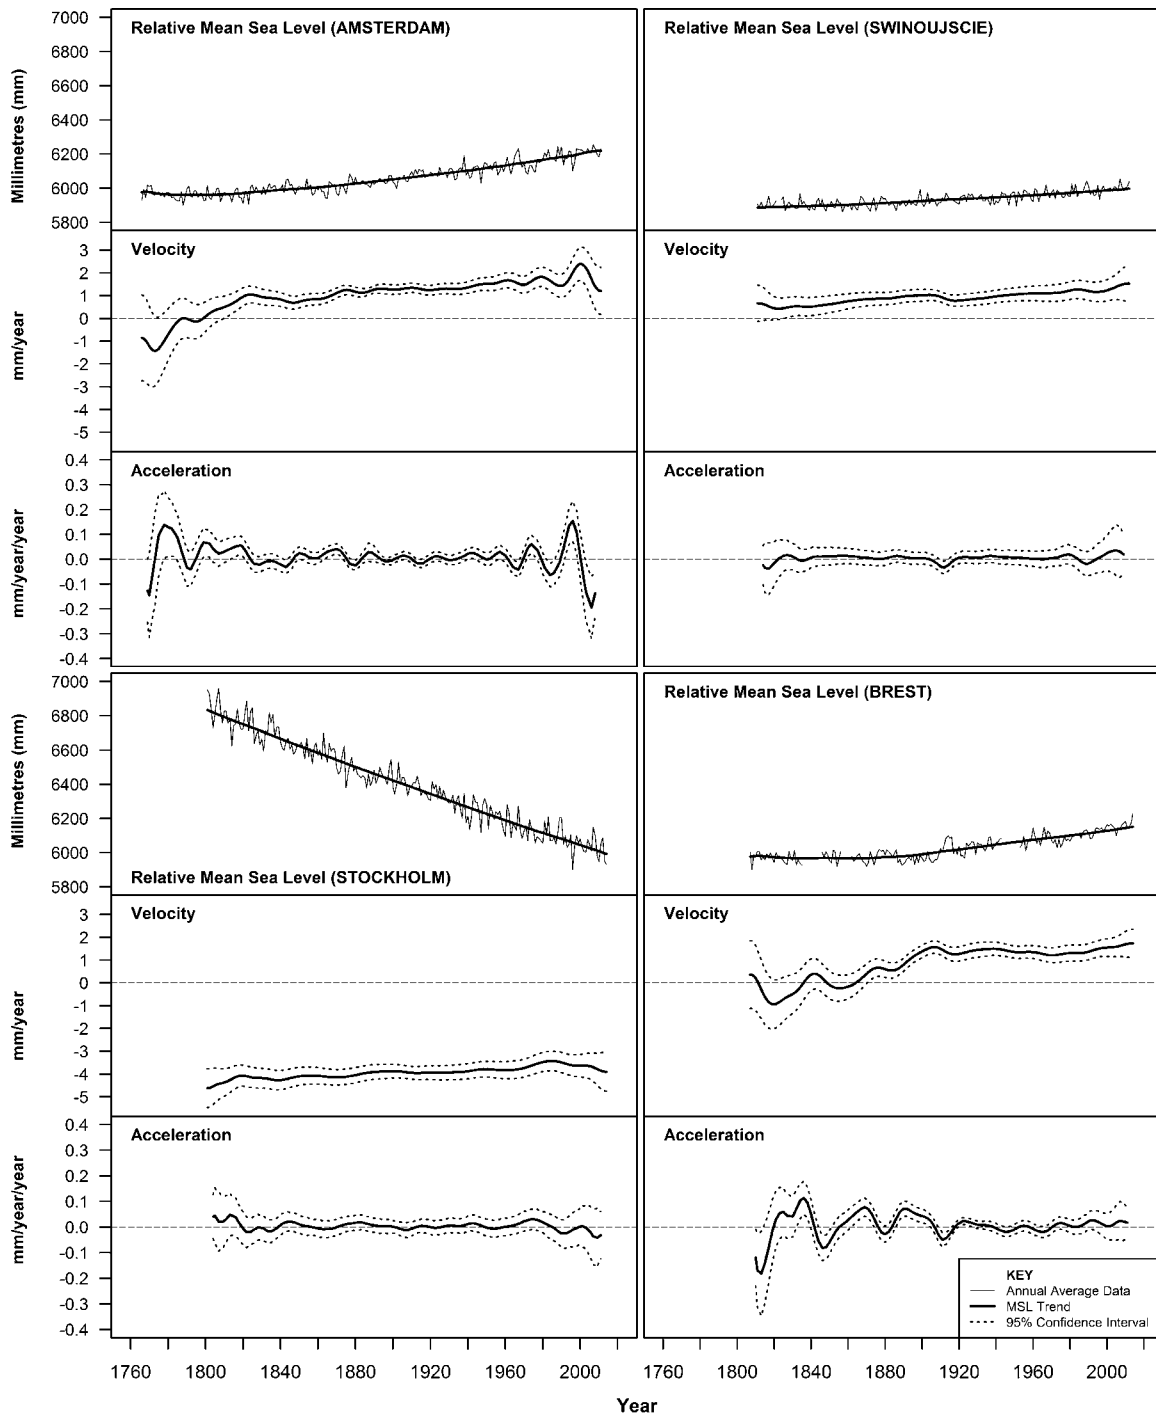 Relative Mean Sea Level (AMSTERDAM)
Millimetres (mm)
7000
6800
6600
6400
6200
6000
5800
Relative Mean Sea Level (SWINOUJSCIE)
Velocity
mm/year
3
2
1
0
-1
-2
-3
-4
-5
Velocity
Acceleration
mm/year/year
0.4
0.3
0.2
0.1
0.0
-0.1
-0.2
-0.3
-0.4
Acceleration
Millimetres (mm)
7000
6800
6600
6400
6200
6000
5800
Relative Mean Sea Level (STOCKHOLM)
Relative Mean Sea Level (BREST)
Velocity
mm/year
3
2
1
0
-1
-2
-3
-4
-5
Velocity
Acceleration
mm/year/year
0.4
0.3
0.2
0.1
0.0
-0.1
-0.2
-0.3
-0.4
Acceleration
KEY
Annual Average Data
MSL Trend
95% Confidence Interval
1760 1800 1840 1880 1920 1960 2000
1760 1800 1840 1880 1920 1960 2000
Year